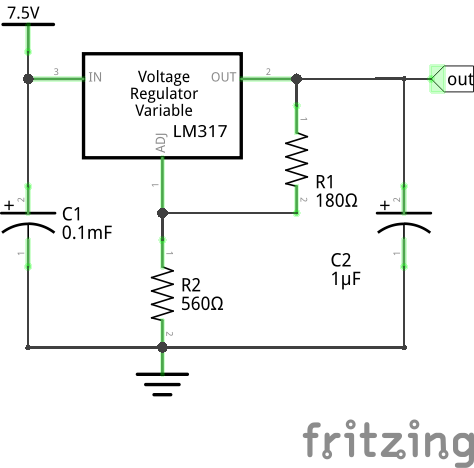 7.5V
3
IN
Voltage
Regulator
Variable
LM317
OUT
2
out
ADJ
1
1
R1
180Ω
2
2
+
C1
0.1mF
1
2
+
C2
1µF
1
1
R2
560Ω
2
fritzing